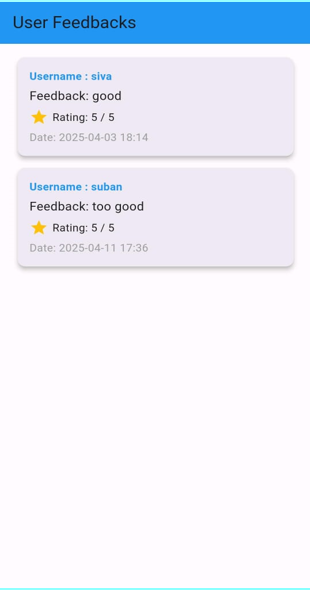 User Feedbacks
Username : siva
Feedback: good
Rating: 5 / 5
Date: 2025-04-03 18:14
Username : suban
Feedback: too good
Rating: 5 / 5
Date: 2025-04-11 17:36